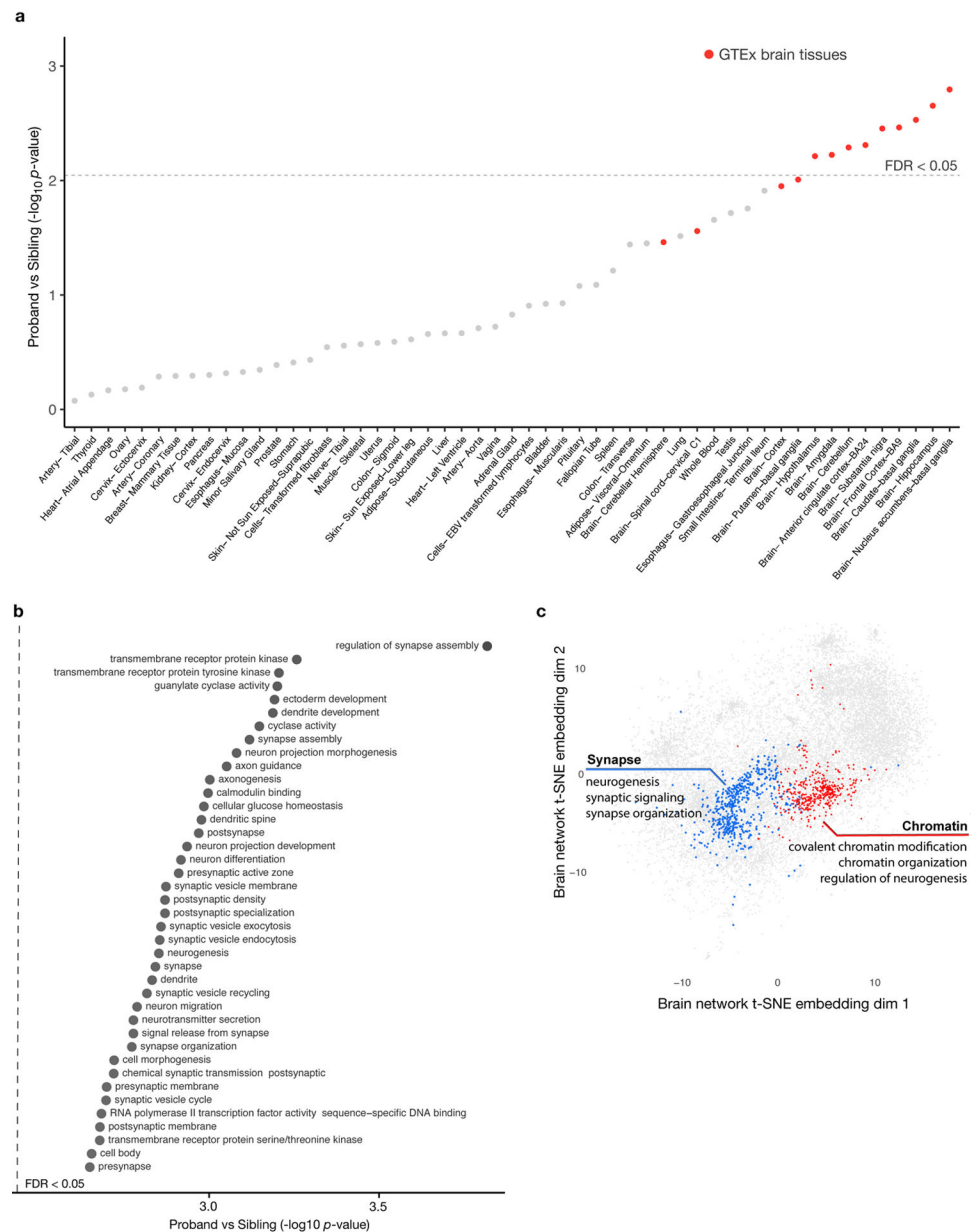 a
3
2
1
0
Proband vs Sibling (-log10 p-value)
GTEx brain tissues
FDR < 0.05
Artery– Tibial
Thyroid
Heart– Atrial Appendage
Ovary
Cervix– Ectocervix
Artery– Coronary
Breast– Mammary Tissue
Kidney– Cortex
Pancreas
Cervix– Endocervix
Esophagus– Mucosa
Minor Salivary Gland
Prostate
Stomach
Skin– Not Sun Exposed–Suprapubic
Cells– Transformed fibroblasts
Nerve– Tibial
Muscle– Skeletal
Uterus
Colon– Sigmoid
Skin– Sun Exposed–Lower leg
Adipose– Subcutaneous
Liver
Heart– Left Ventricle
Artery– Aorta
Vagina
Adrenal Gland
Cells– EBV transformed lymphocytes
Bladder
Esophagus– Muscularis
Pituitary
Fallopian Tube
Spleen
Colon– Transverse
Adipose– Visceral–Omentum
Brain– Cerebellar Hemisphere
Lung
Brain– Spinal cord–cervical C1
Whole Blood
Testis
Esophagus– Gastroesophageal Junction
Small Intestine– Terminal Ileum
Brain– Cortex
Brain– Putamen–basal ganglia
Brain– Hypothalamus
Brain– Amygdala
Brain– Cerebellum
Brain– Anterior cingulate cortex–BA24
Brain– Substantia nigra
Brain– Frontal Cortex–BA9
Brain– Caudate–basal ganglia
Brain– Hippocampus
Brain– Nucleus accumbens–basal ganglia
b
regulation of synapse assembly
transmembrane receptor protein kinase
transmembrane receptor protein tyrosine kinase
guanylate cyclase activity
ectoderm development
dendrite development
cyclase activity
synapse assembly
neuron projection morphogenesis
axon guidance
axonogenesis
calmodulin binding
cellular glucose homeostasis
dendritic spine
postsynapse
neuron projection development
neuron differentiation
presynaptic active zone
synaptic vesicle membrane
postsynaptic density
postsynaptic specialization
synaptic vesicle exocytosis
synaptic vesicle endocytosis
neurogenesis
synapse
dendrite
synaptic vesicle recycling
neuron migration
neurotransmitter secretion
signal release from synapse
synapse organization
cell morphogenesis
chemical synaptic transmission postsynaptic
presynaptic membrane
synaptic vesicle cycle
RNA polymerase II transcription factor activity sequence–specific DNA binding
postsynaptic membrane
transmembrane receptor protein serine/threonine kinase
cell body
presynapse
FDR < 0.05
3.0
3.5
Proband vs Sibling (-log10 p-value)
c
Brain network t-SNE embedding dim 2
10
0
−10
Synapse
neurogenesis
synaptic signaling
synapse organization
Chromatin
covalent chromatin modification
chromatin organization
regulation of neurogenesis
−10
0
10
Brain network t-SNE embedding dim 1